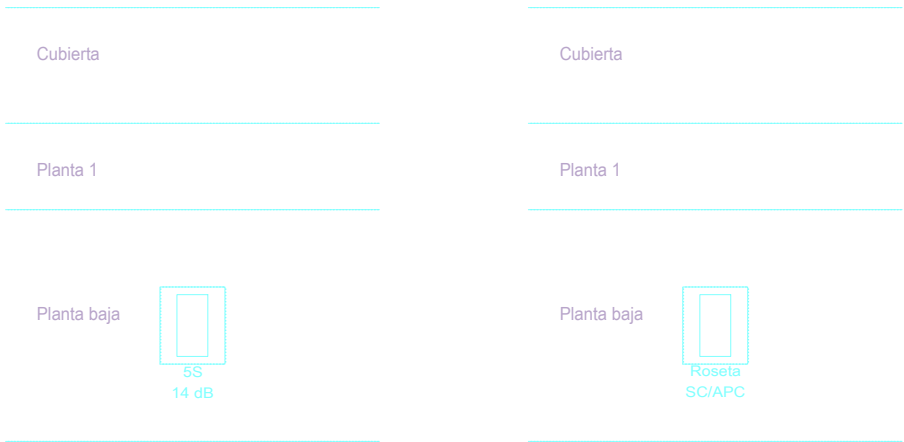 Cubierta
Planta 1
Planta baja
5S
14 dB
Cubierta
Planta 1
Planta baja
Roseta
SC/APC